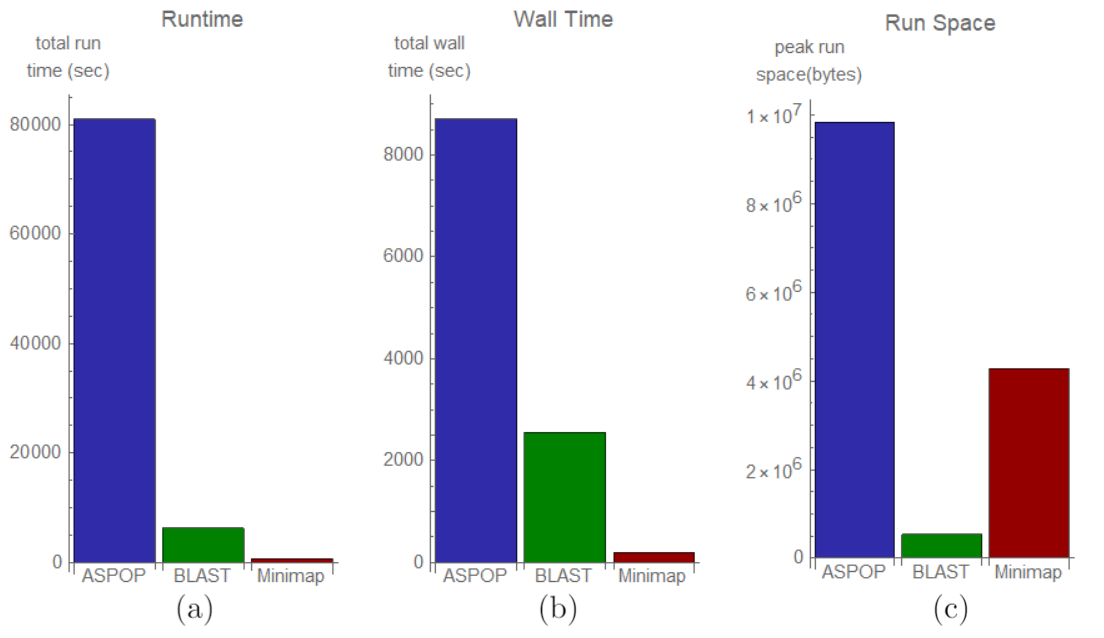 Runtime
total run
time (sec)
80000
60000
40000
20000
0
ASPOP BLAST Minimap
(a)
Wall Time
total wall
time (sec)
8000
6000
4000
2000
0
ASPOP BLAST Minimap
(b)
Run Space
peak run
space(bytes)
1 × 10⁷
8 × 10⁶
6 × 10⁶
4 × 10⁶
2 × 10⁶
0
ASPOP BLAST Minimap
(c)